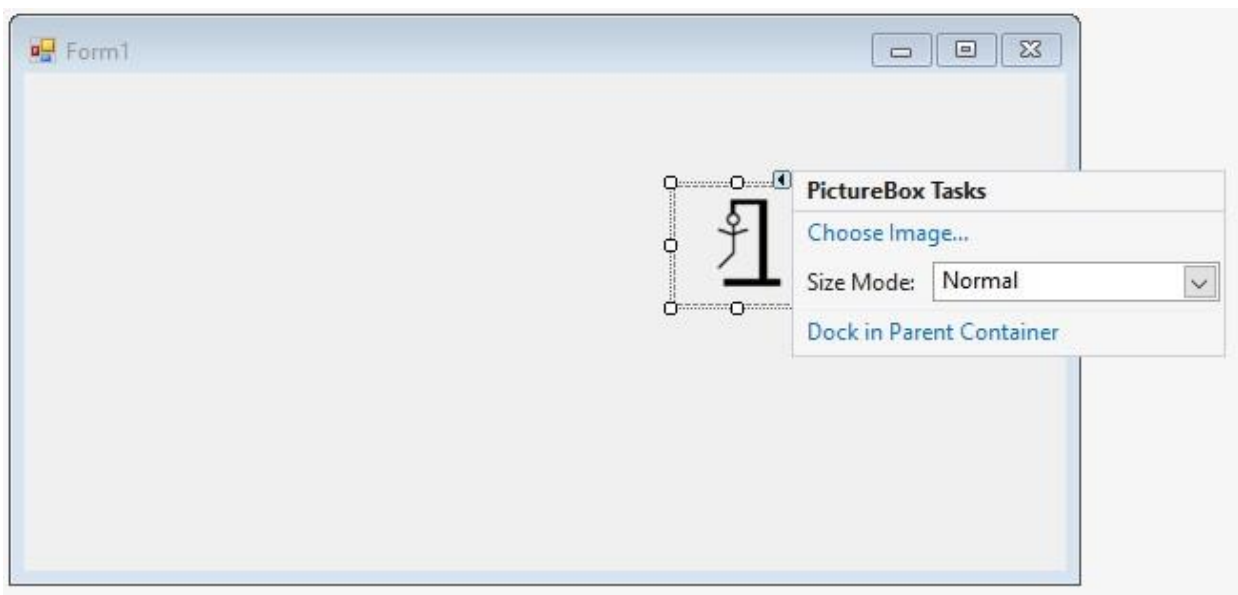 Form1
PictureBox Tasks
Choose Image...
Size Mode: Normal
Dock in Parent Container